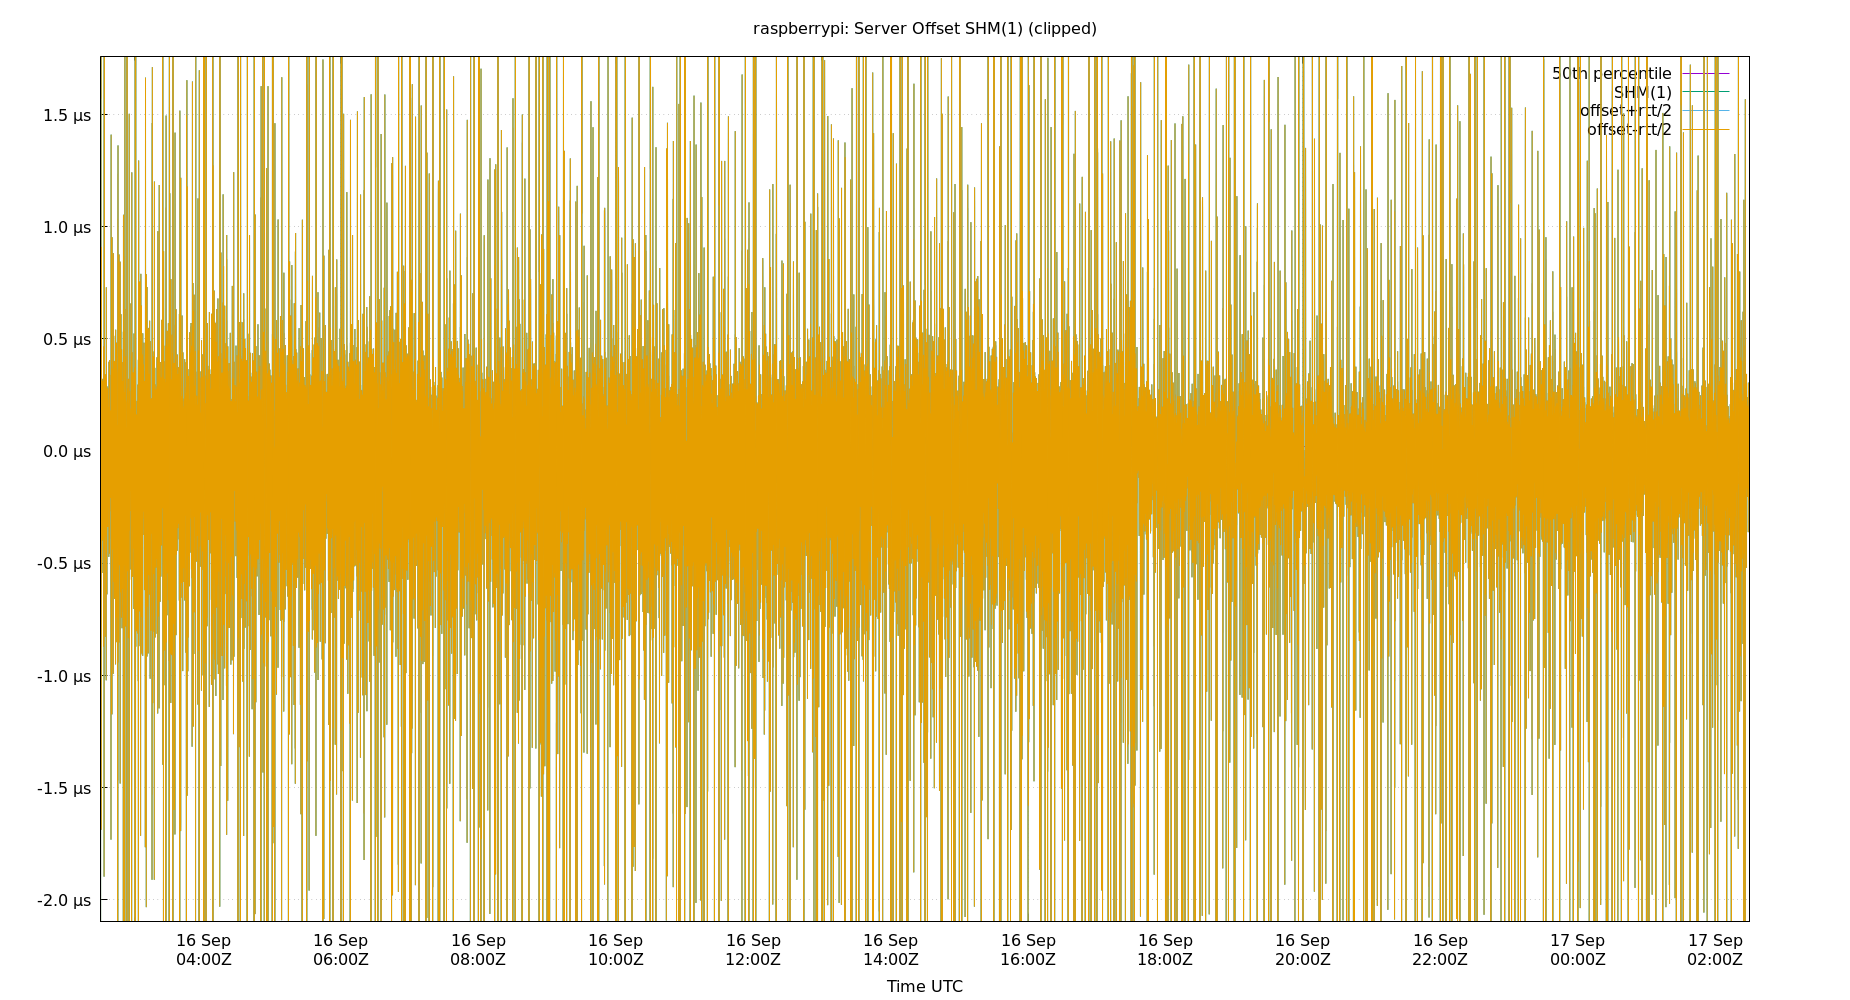 raspberrypi: Server Offset SHM(1) (clipped)
50th percentile
SHM(1)
offset+rtt/2
offset-rtt/2
1.5 µs
1.0 µs
0.5 µs
0.0 µs
-0.5 µs
-1.0 µs
-1.5 µs
-2.0 µs
16 Sep 16 Sep 16 Sep 16 Sep 16 Sep 16 Sep 16 Sep 16 Sep 16 Sep 16 Sep 17 Sep 17 Sep
04:00Z 06:00Z 08:00Z 10:00Z 12:00Z 14:00Z 16:00Z 18:00Z 20:00Z 22:00Z 00:00Z 02:00Z
Time UTC